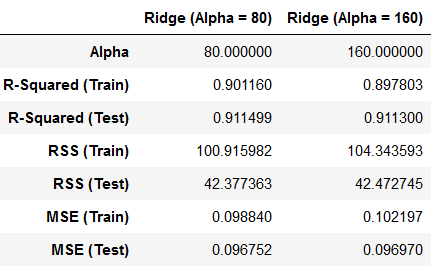 Ridge (Alpha = 80) Ridge (Alpha = 160)
Alpha 80.000000 160.000000
R-Squared (Train) 0.901160 0.897803
R-Squared (Test) 0.911499 0.911300
RSS (Train) 100.915982 104.343593
RSS (Test) 42.377363 42.472745
MSE (Train) 0.098840 0.102197
MSE (Test) 0.096752 0.096970